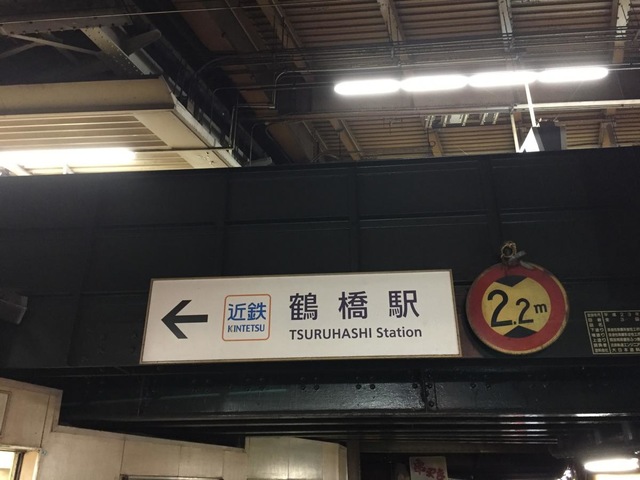 近鉄
KINTETSU
鶴橋駅
TSURUHASHI Station
2.2m